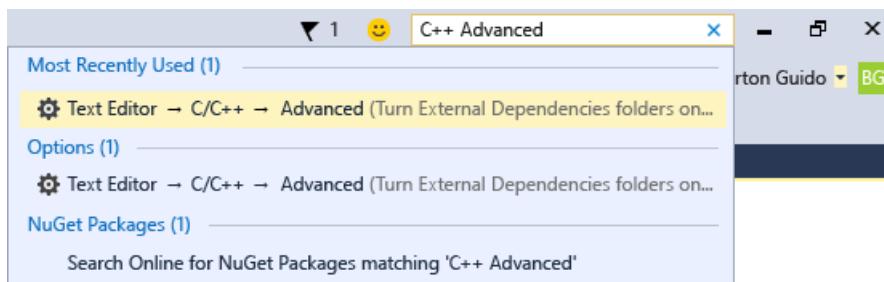 1 C++ Advanced
Most Recently Used (1)
rton Guido BG
Text Editor → C/C++ → Advanced (Turn External Dependencies folders on...
Options (1)
Text Editor → C/C++ → Advanced (Turn External Dependencies folders on...
NuGet Packages (1)
Search Online for NuGet Packages matching 'C++ Advanced'